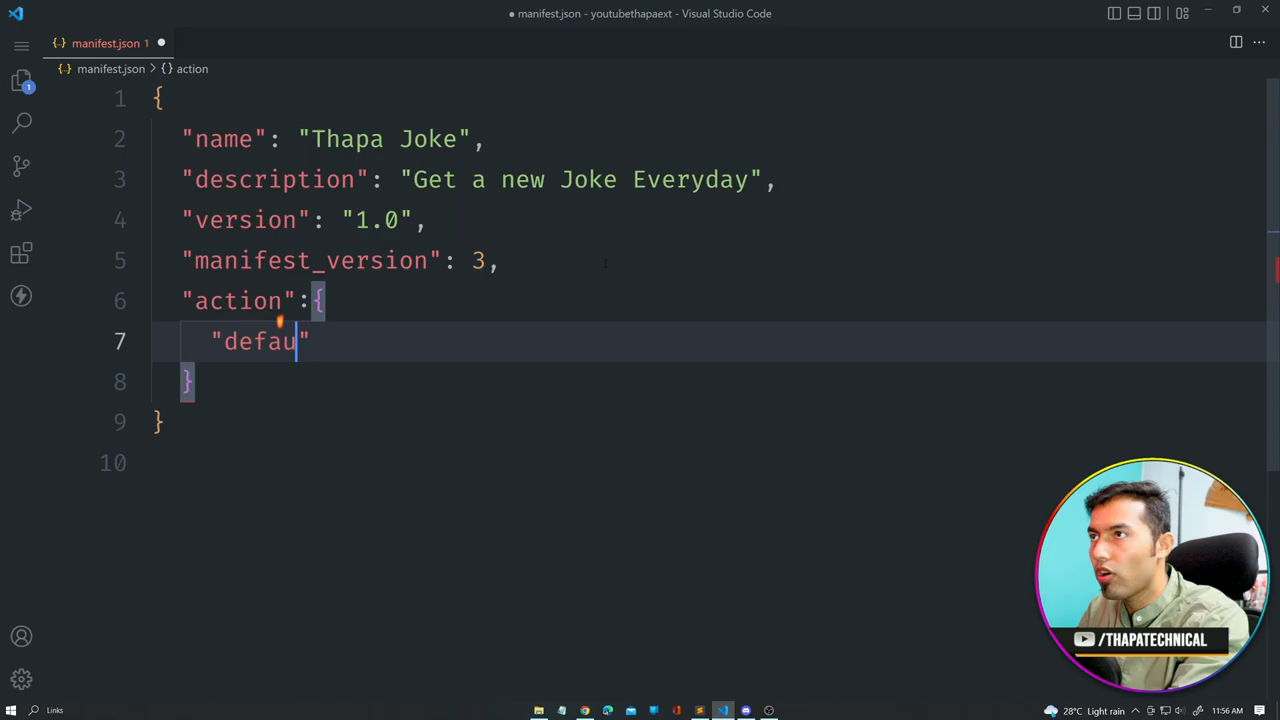 manifest.json - youtubethapaext - Visual Studio Code
{..} manifest.json 1
{..} manifest.json > {} action
1 {
2 "name": "Thapa Joke",
3 "description": "Get a new Joke Everyday",
4 "version": "1.0",
5 "manifest_version": 3,
6 "action":{
7 "defau"
8 }
9 }
10
1
/THAPATECHNICAL
Links
28°C Light rain
11:56 AM